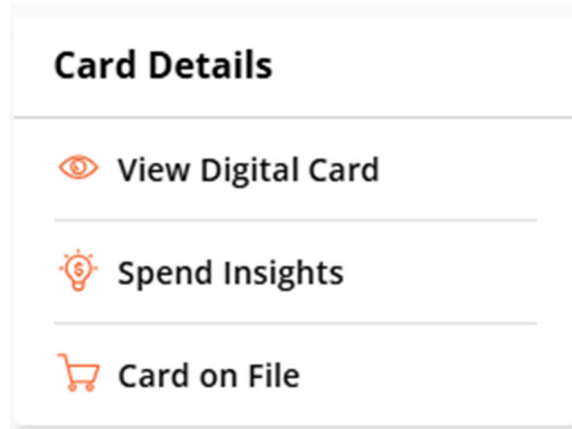 Card Details
View Digital Card
Spend Insights
Card on File